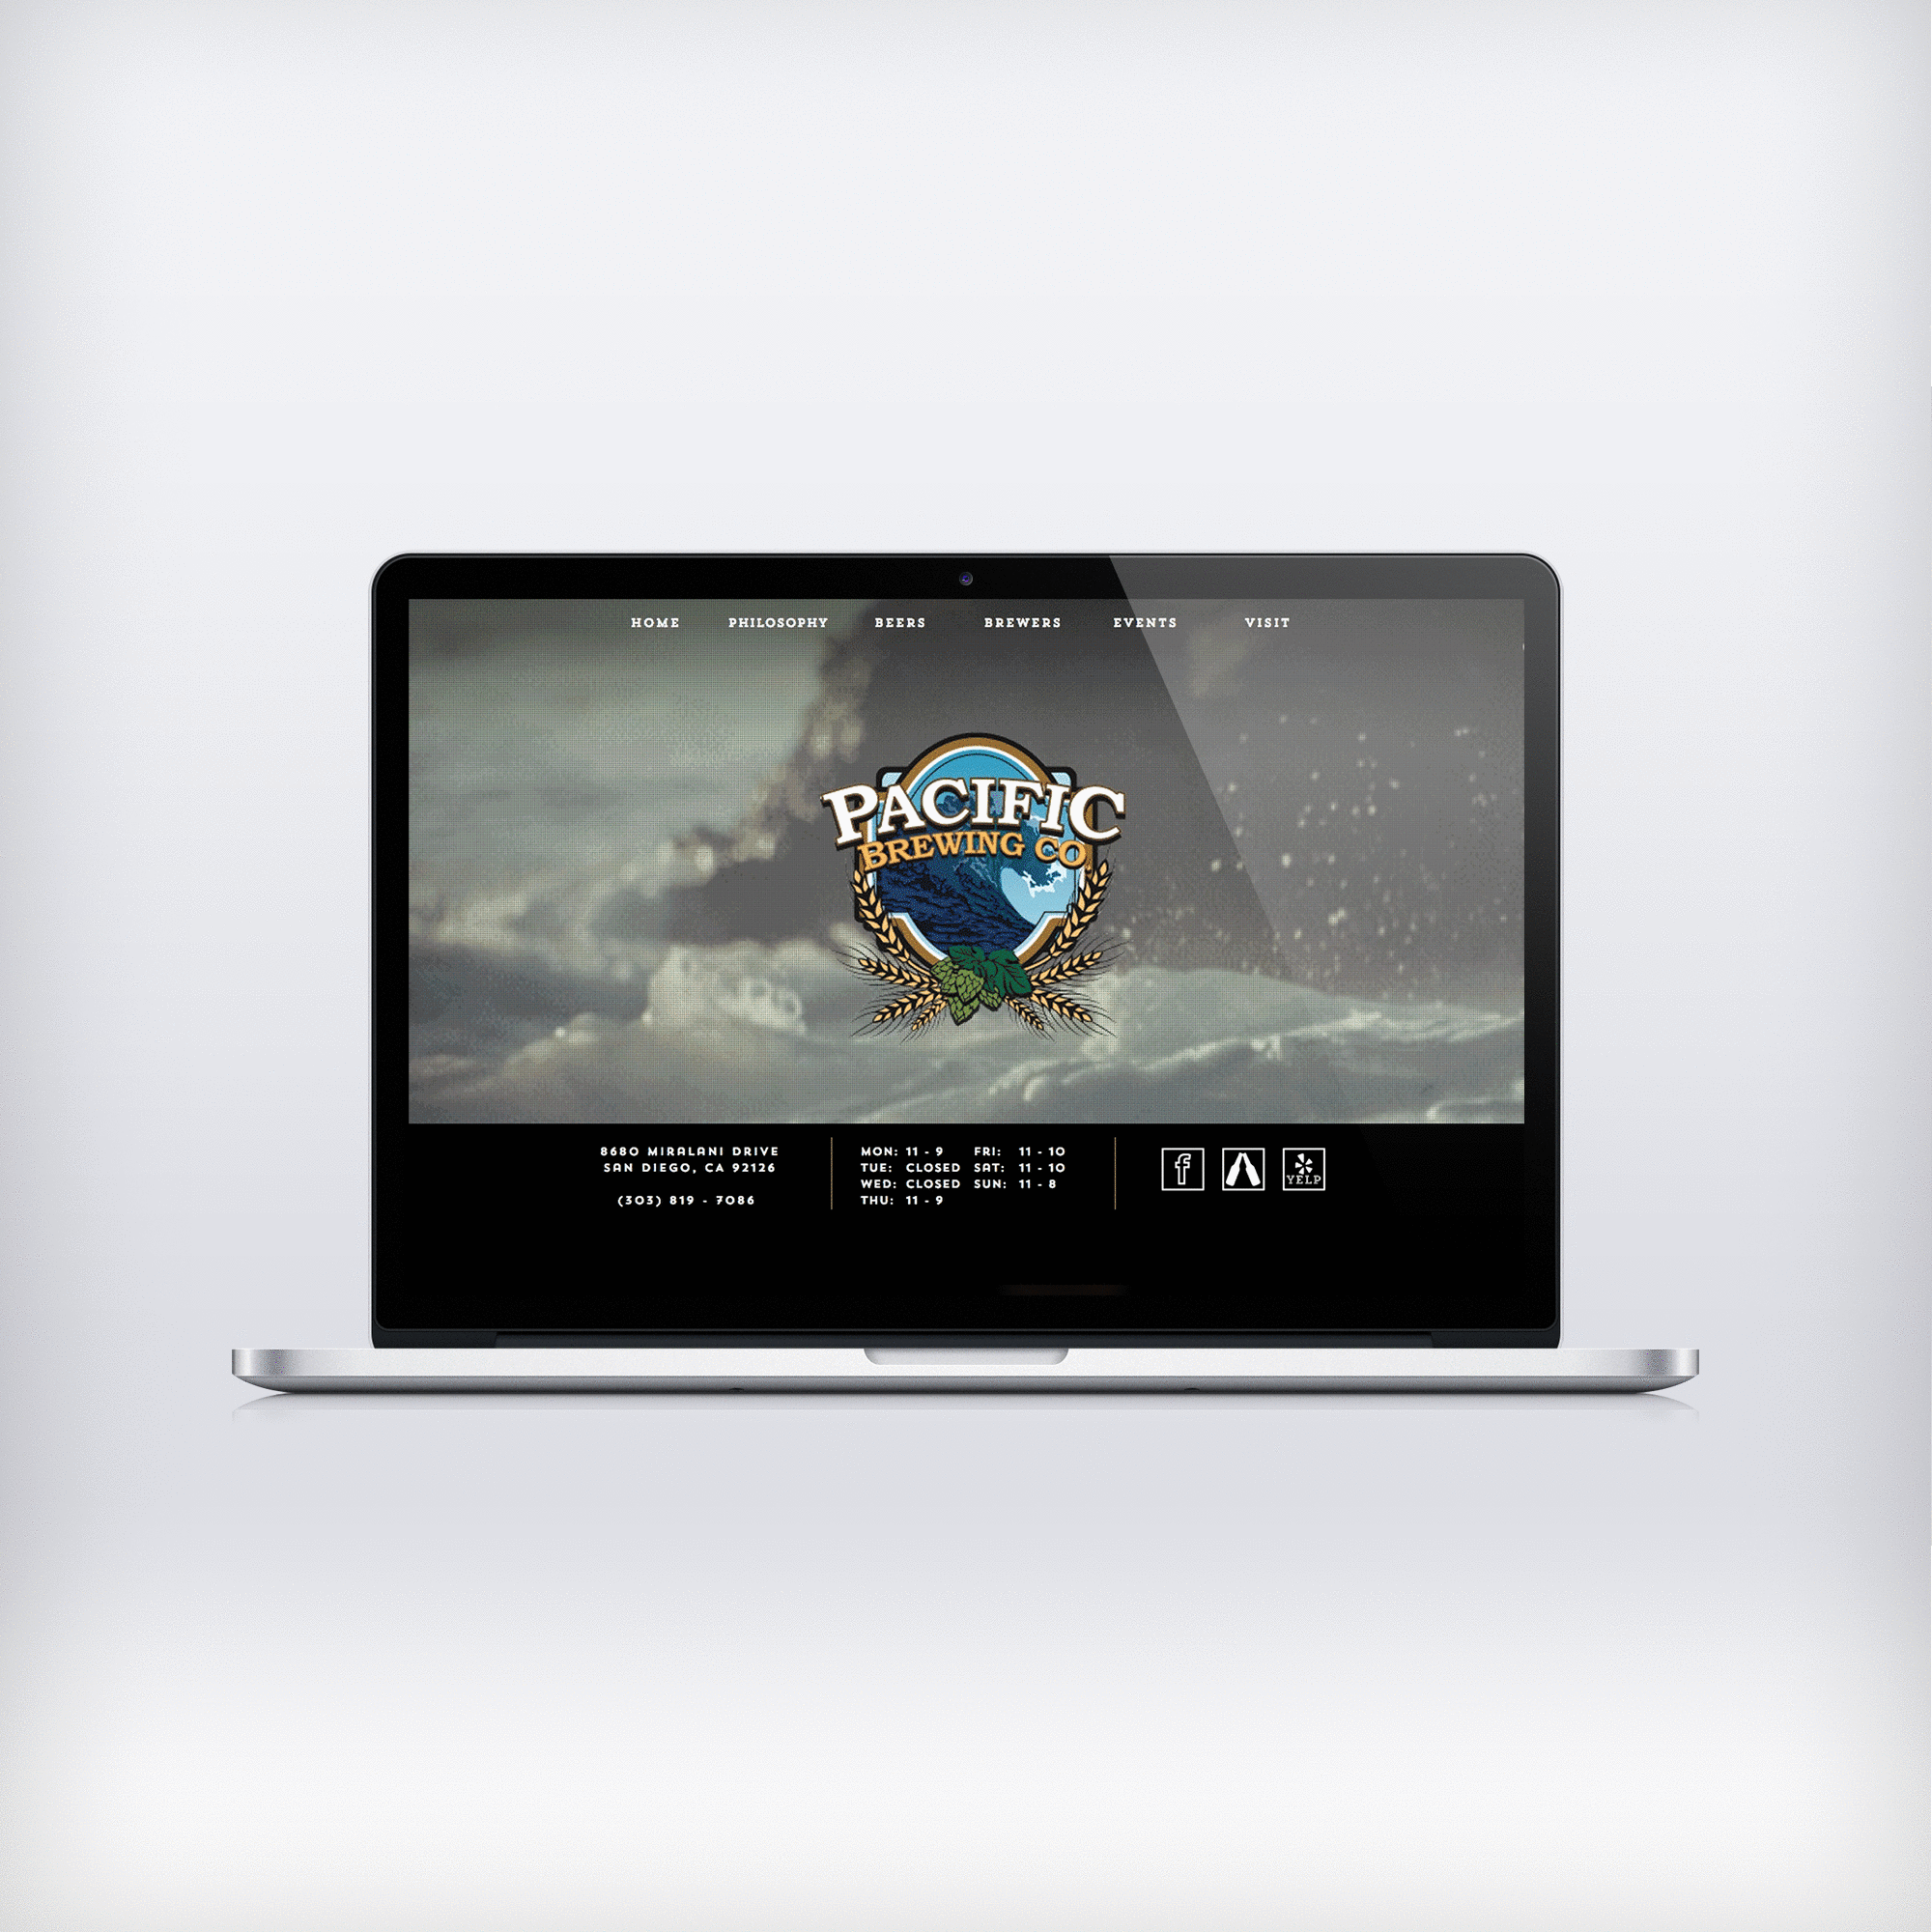 HOME PHILOSOPHY BEERS BREWERS EVENTS VISIT
PACIFIC
BREWING CO.
8680 MIRALANI DRIVE
SAN DIEGO, CA 92126
(303) 819 - 7086
MON: 11 - 9 FRI: 11 - 10
TUE: CLOSED SAT: 11 - 10
WED: CLOSED SUN: 11 - 8
THU: 11 - 9
f
YELP